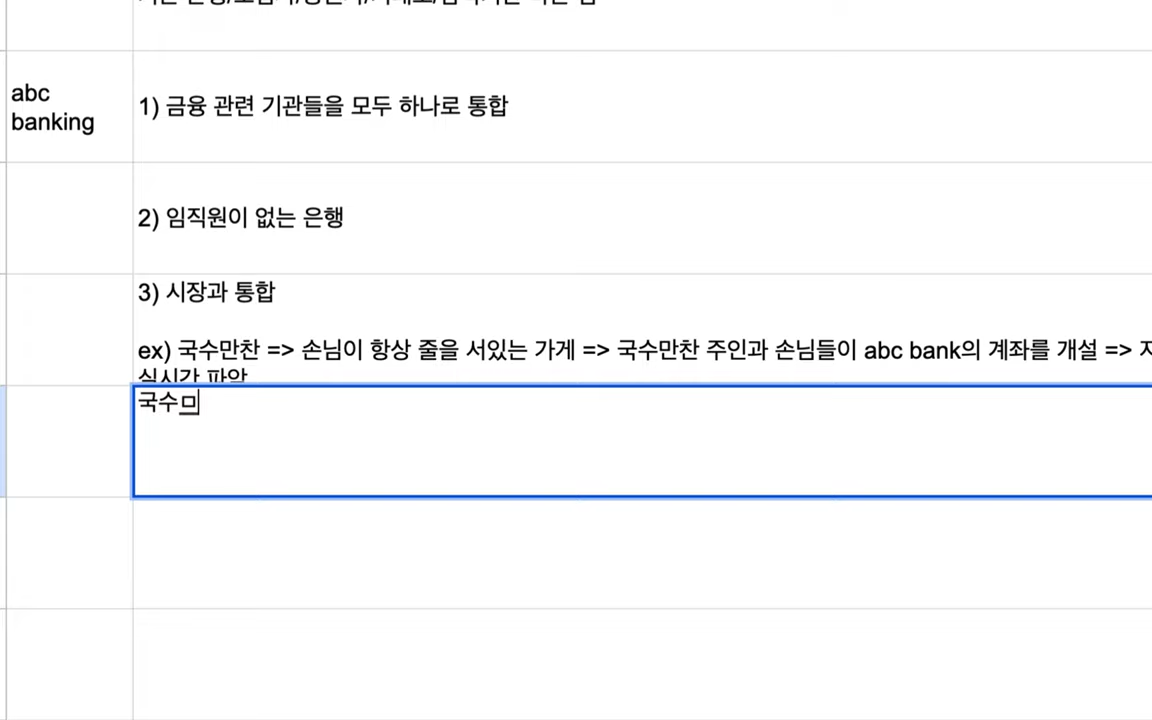 abc
banking
1) 금융 관련 기관들을 모두 하나로 통합
2) 임직원이 없는 은행
3) 시장과 통합
ex) 국수만찬 => 손님이 항상 줄을 서있는 가게 => 국수만찬 주인과 손님들이 abc bank의 계좌를 개설 =>
실시간 파악
국수ㅁ